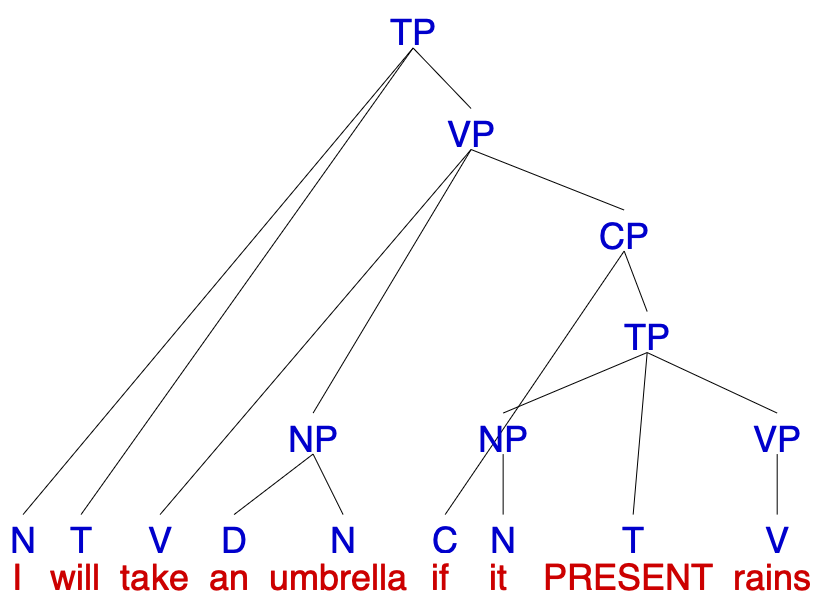 TP
VP
CP
TP
NP NP VP
N T V D N C N T V
I will take an umbrella if it PRESENT rains